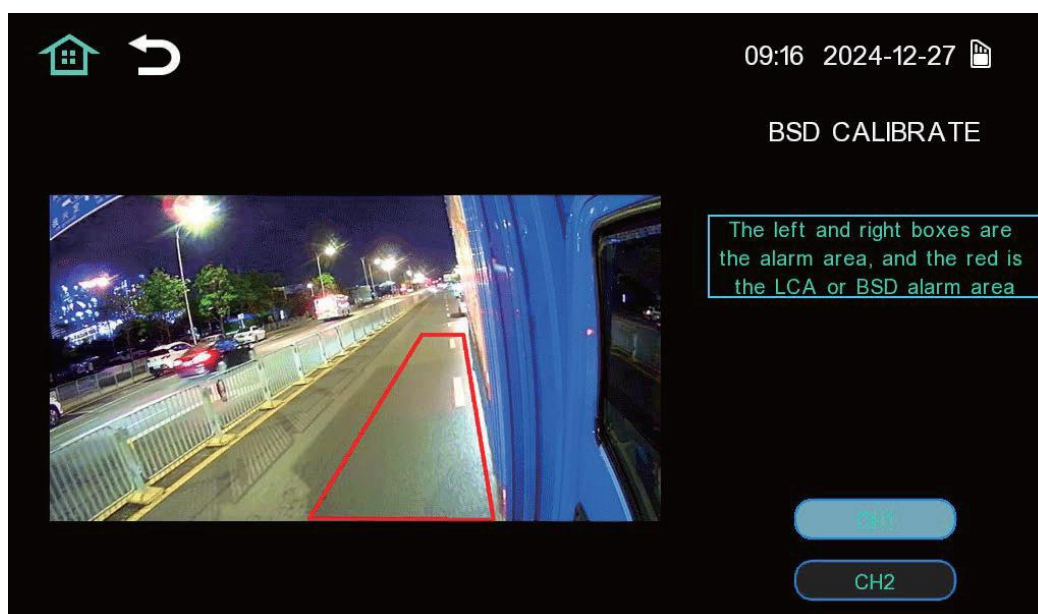 09:16 2024-12-27
BSD CALIBRATE
The left and right boxes are
the alarm area, and the red is
the LCA or BSD alarm area
CH1
CH2